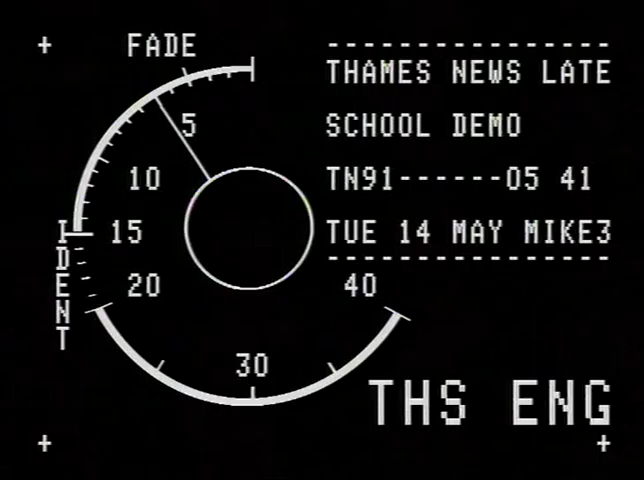 FADE
----------------
THAMES NEWS LATE
5
SCHOOL DEMO
10
TN91------05 41
15
TUE 14 MAY MIKE3
----------------
IDENT
20
40
30
THS ENG